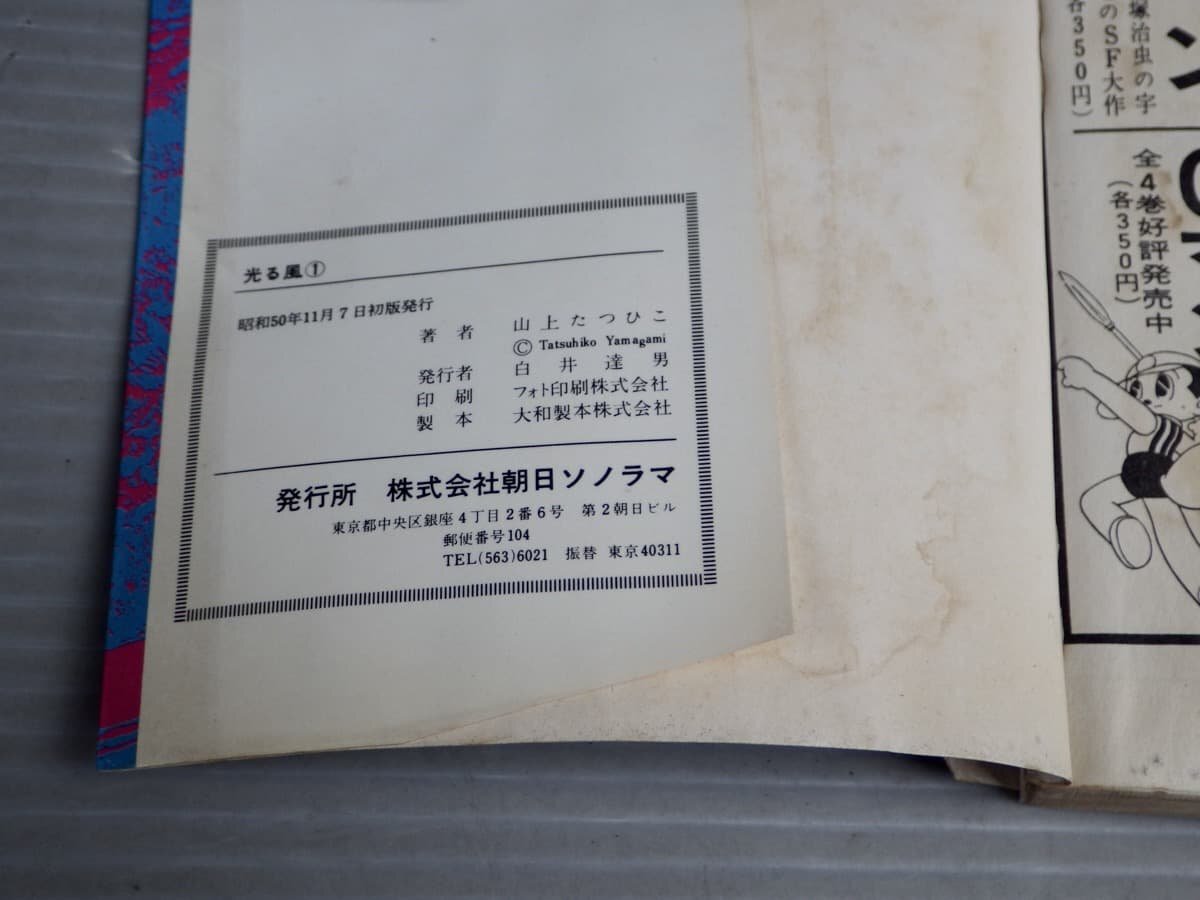 光る風①
昭和50年11月7日初版発行
著者 山上たつひこ
© Tatsuhiko Yamagami
発行者 白井達男
印刷 フォト印刷株式会社
製本 大和製本株式会社
発行所 株式会社朝日ソノラマ
東京都中央区銀座4丁目2番6号 第2朝日ビル
郵便番号104
TEL(563)6021 振替 東京40311
塚治虫の宇
のSF大作
各350円)
全4巻好評発売中
(各350円)